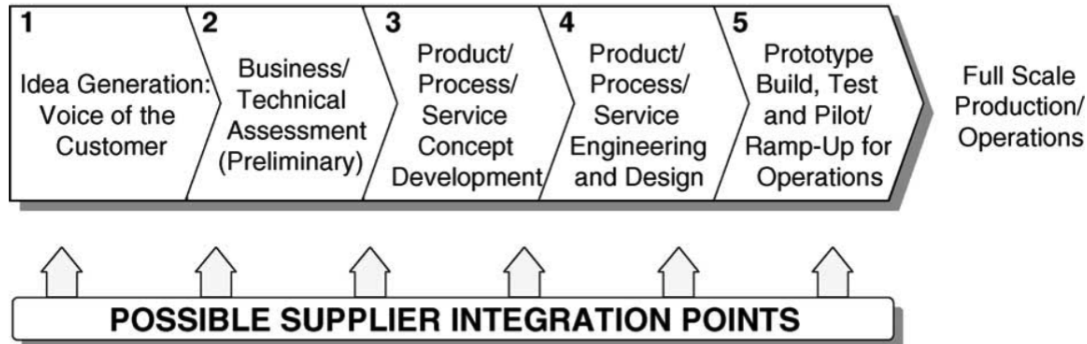 1
Idea Generation:
Voice of the
Customer
2
Business/
Technical
Assessment
(Preliminary)
3
Product/
Process/
Service
Concept
Development
4
Product/
Process/
Service
Engineering
and Design
5
Prototype
Build, Test
and Pilot/
Ramp-Up for
Operations
Full Scale
Production/
Operations
POSSIBLE SUPPLIER INTEGRATION POINTS